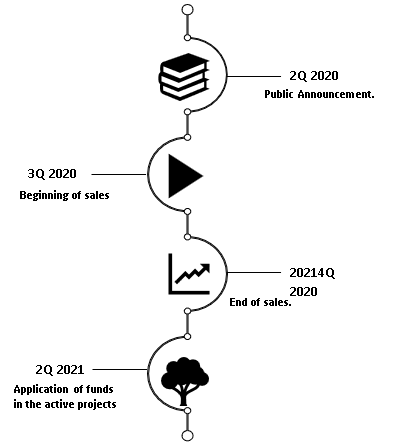 2Q 2020
Public Announcement.
3Q 2020
Beginning of sales
20214Q
2020
End of sales.
2Q 2021
Application of funds
in the active projects